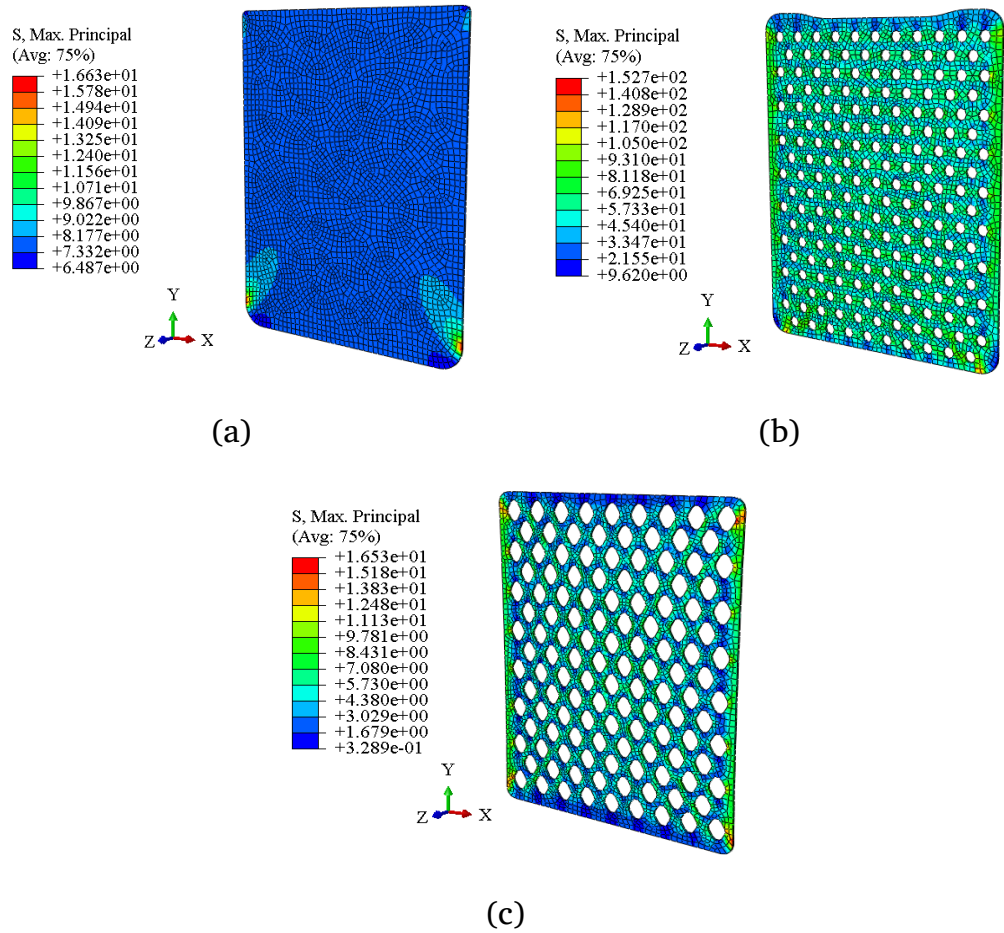 S, Max. Principal
(Avg: 75%)
+1.663e+01
+1.578e+01
+1.494e+01
+1.409e+01
+1.325e+01
+1.240e+01
+1.156e+01
+1.071e+01
+9.867e+00
+9.022e+00
+8.177e+00
+7.332e+00
+6.487e+00
Y
Z X
(a)
S, Max. Principal
(Avg: 75%)
+1.527e+02
+1.408e+02
+1.289e+02
+1.170e+02
+1.050e+02
+9.310e+01
+8.118e+01
+6.925e+01
+5.733e+01
+4.540e+01
+3.347e+01
+2.155e+01
+9.620e+00
Y
Z X
(b)
S, Max. Principal
(Avg: 75%)
+1.653e+01
+1.518e+01
+1.383e+01
+1.248e+01
+1.113e+01
+9.781e+00
+8.431e+00
+7.080e+00
+5.730e+00
+4.380e+00
+3.029e+00
+1.679e+00
+3.289e-01
Y
Z X
(c)